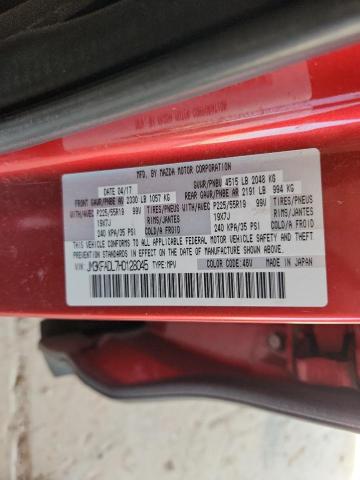 MFD. BY MAZDA MOTOR CORPORATION
DATE 04/17 GVWR/PNBV 4515 LB 2048 KG
FRONT GAWR/PNBE AV 2330 LB 1057 KG REAR GAWR/PNBE AR 2191 LB 994 KG
WITH/AVEC P225/55R19 99V TIRES/PNEUS WITH/AVEC P225/55R19 99V TIRES/PNEUS
19X7J RIMS/JANTES 19X7J RIMS/JANTES
240 KPA/35 PSI COLD/A FROID 240 KPA/35 PSI COLD/A FROID
THIS VEHICLE CONFORMS TO ALL APPLICABLE FEDERAL MOTOR VEHICLE SAFETY, BUMPER, AND THEFT
PREVENTION STANDARDS IN EFFECT ON THE DATE OF MANUFACTURE SHOWN ABOVE.
VIN: JM3KFADL7H0128045 TYPE: MPV COLOR CODE: 46V MADE IN JAPAN